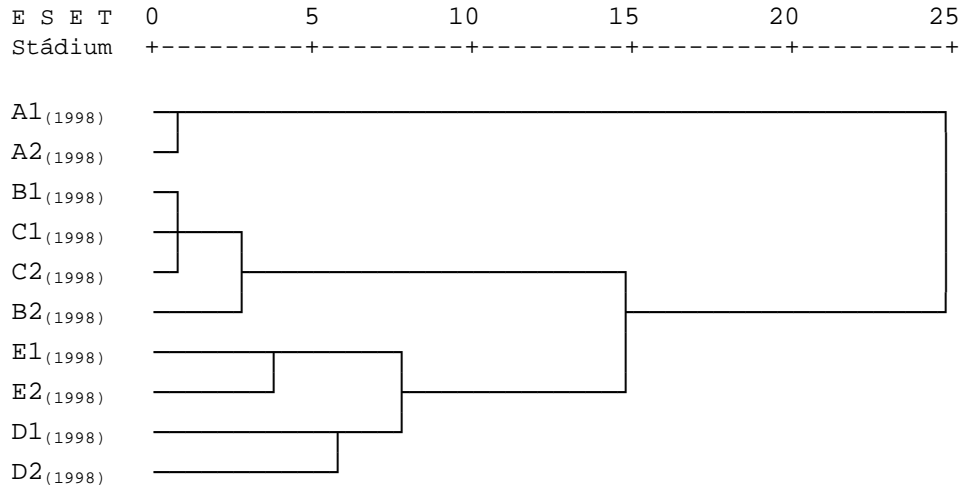 E S E T 0 5 10 15 20 25
Stádium +---------+---------+---------+---------+---------+
A1(1998)
A2(1998)
B1(1998)
C1(1998)
C2(1998)
B2(1998)
E1(1998)
E2(1998)
D1(1998)
D2(1998)